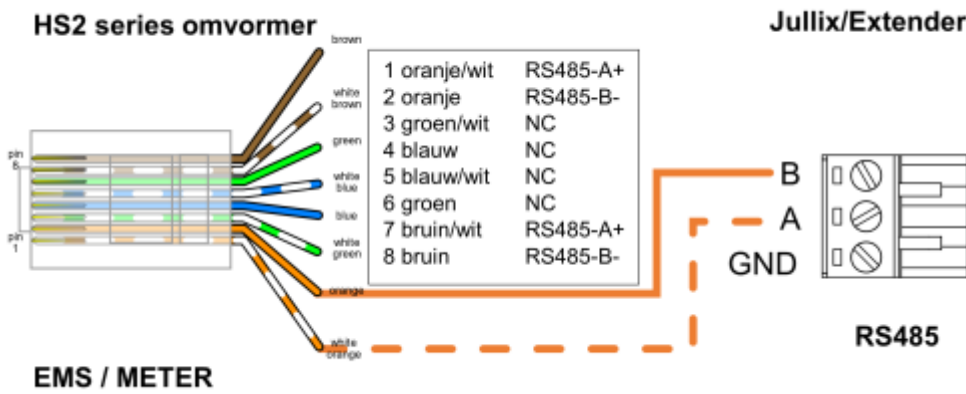 HS2 series omvormer
Jullix/Extender
brown
white
brown
green
white
blue
blue
white
green
orange
white
orange
pin
8
pin
1
1 oranje/wit RS485-A+
2 oranje RS485-B-
3 groen/wit NC
4 blauw NC
5 blauw/wit NC
6 groen NC
7 bruin/wit RS485-A+
8 bruin RS485-B-
B
A
GND
RS485
EMS / METER